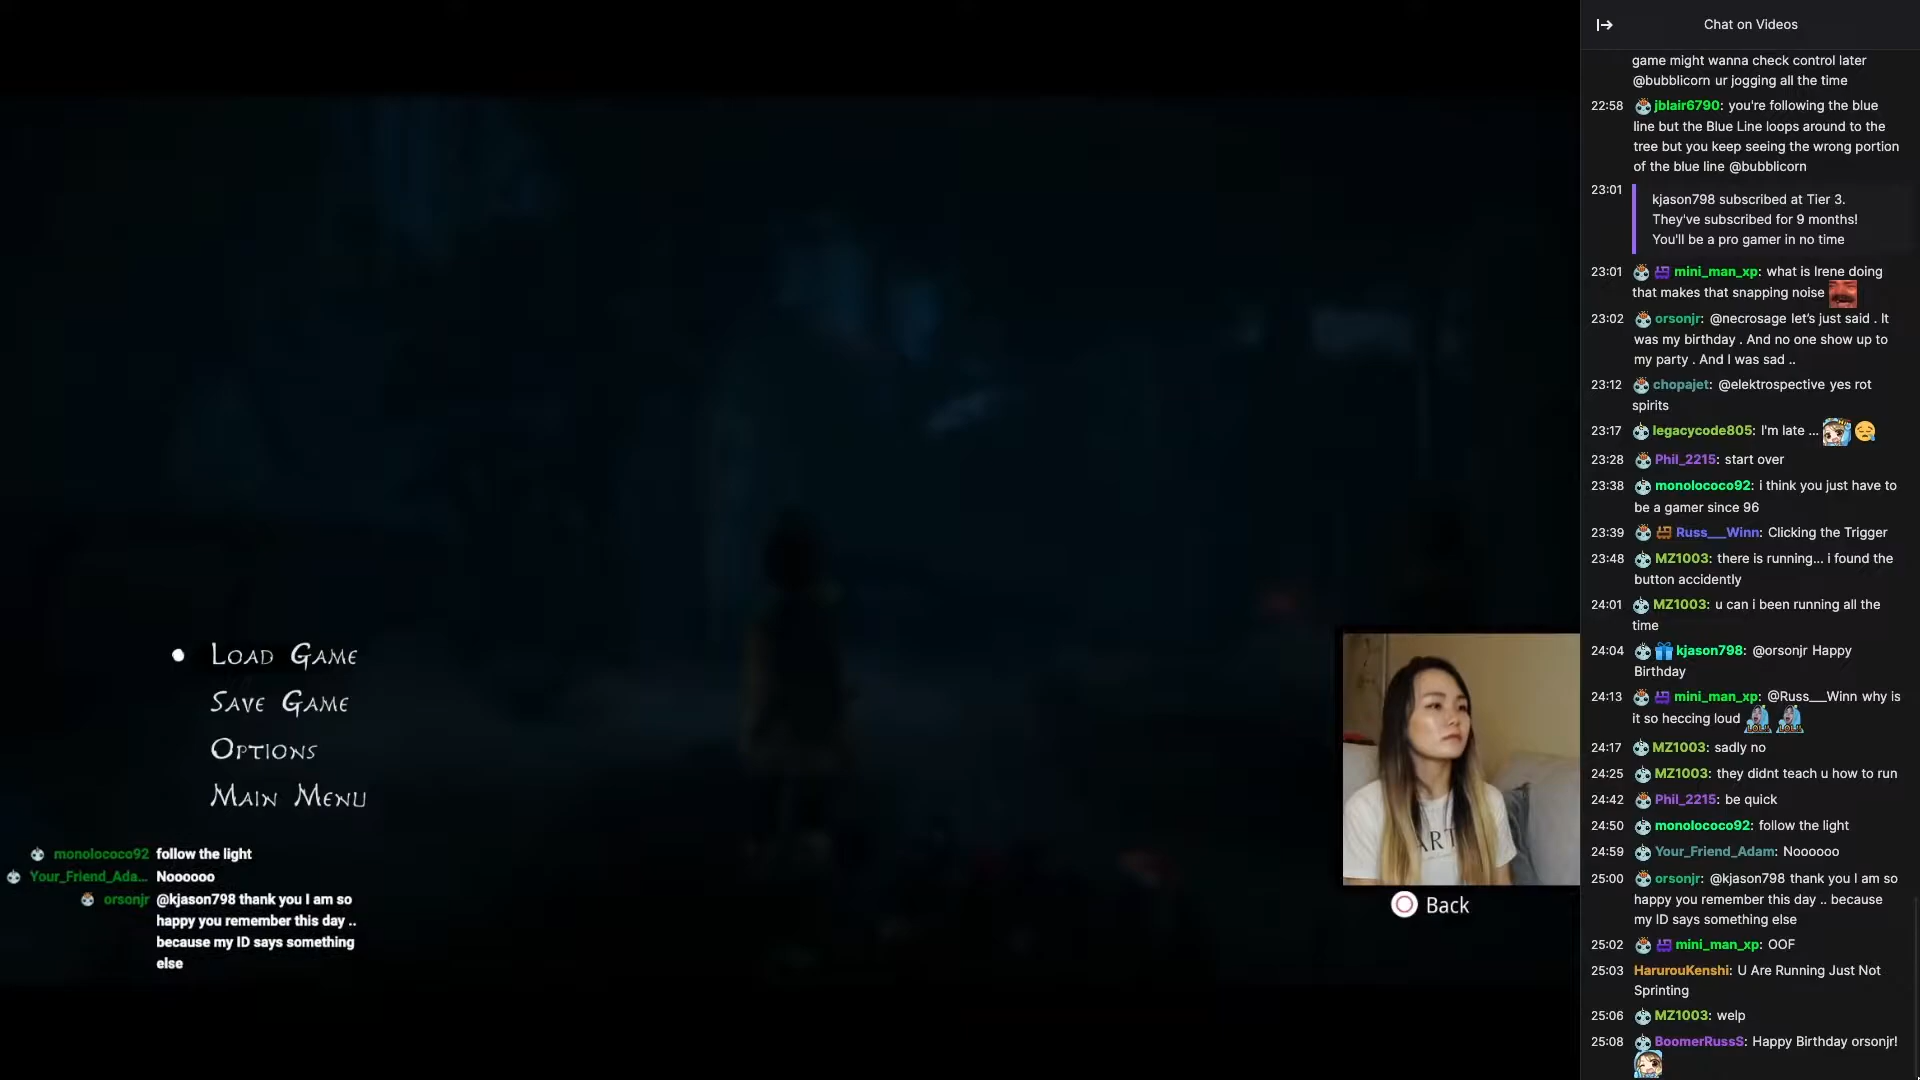 Chat on Videos
game might wanna check control later
@bubblicorn ur jogging all the time
22:58 jblair6790: you're following the blue
line but the Blue Line loops around to the
tree but you keep seeing the wrong portion
of the blue line @bubblicorn
23:01
kjason798 subscribed at Tier 3.
They've subscribed for 9 months!
You'll be a pro gamer in no time
23:01 mini_man_xp: what is Irene doing
that makes that snapping noise
23:02 orsonjr: @necrosage let's just said . It
was my birthday . And no one show up to
my party . And I was sad ..
23:12 chopajet: @elektrospective yes rot
spirits
23:17 legacycode805: I'm late ...
23:28 Phil_2215: start over
23:38 monolococo92: i think you just have to
be a gamer since 96
23:39 Russ__Winn: Clicking the Trigger
23:48 MZ1003: there is running... i found the
button accidently
24:01 MZ1003: u can i been running all the
time
24:04 kjason798: @orsonjr Happy
Birthday
24:13 mini_man_xp: @Russ__Winn why is
it so heccing loud
24:17 MZ1003: sadly no
24:25 MZ1003: they didnt teach u how to run
24:42 Phil_2215: be quick
24:50 monolococo92: follow the light
24:59 Your_Friend_Adam: Noooooo
25:00 orsonjr: @kjason798 thank you I am so
happy you remember this day .. because
my ID says something else
25:02 mini_man_xp: OOF
25:03 HarurouKenshi: U Are Running Just Not
Sprinting
25:06 MZ1003: welp
25:08 BoomerRussS: Happy Birthday orsonjr!
Load Game
Save Game
Options
Main Menu
monolococo92 follow the light
Your_Friend_Ada... Noooooo
orsonjr @kjason798 thank you I am so
happy you remember this day ..
because my ID says something
else
ART
Back